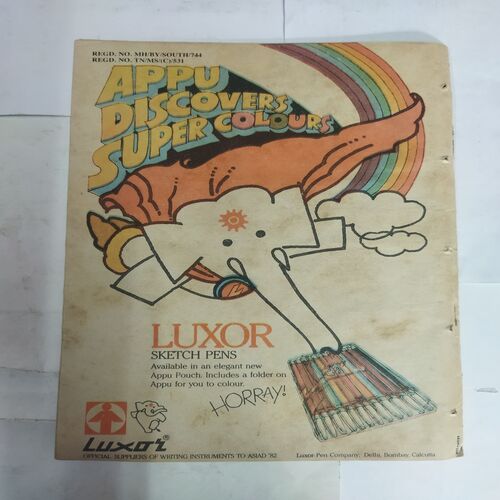 REGD. NO. MH/BY/SOUTH/744
REGD. NO. TN/MS/(C)/531
APPU
DISCOVERS
SUPER COLOURS
LUXOR
SKETCH PENS
Available in an elegant new
Appu Pouch. Includes a folder on
Appu for you to colour.
HORRAY!
Luxor®
OFFICIAL SUPPLIERS OF WRITING INSTRUMENTS TO ASIAD '82
Luxor Pen Company: Delhi, Bombay, Calcutta